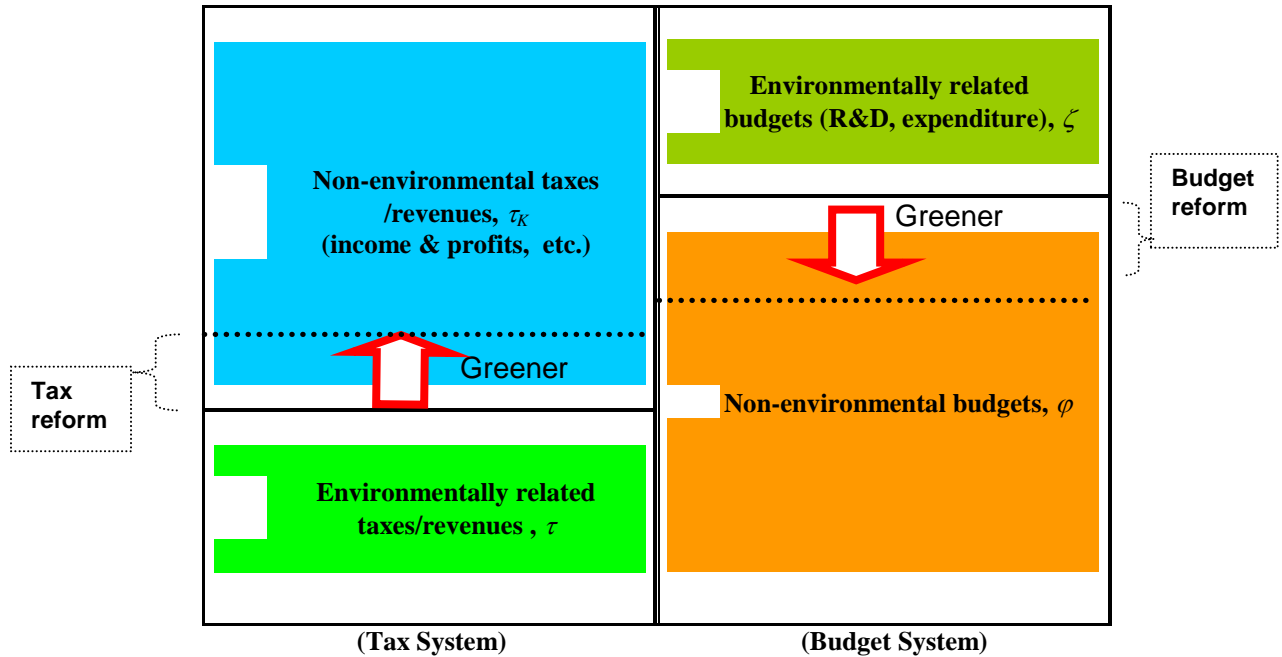 Non-environmental taxes
/revenues, τK
(income & profits, etc.)
Greener
Tax
reform
Environmentally related
taxes/revenues , τ
(Tax System)
Environmentally related
budgets (R&D, expenditure), ζ
Greener
Budget
reform
Non-environmental budgets, φ
(Budget System)